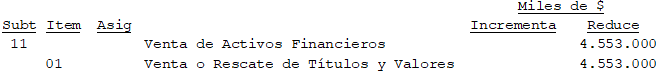 Miles de $
Subt Item Asig Incrementa Reduce
11 Venta de Activos Financieros 4.553.000
01 Venta o Rescate de Títulos y Valores 4.553.000